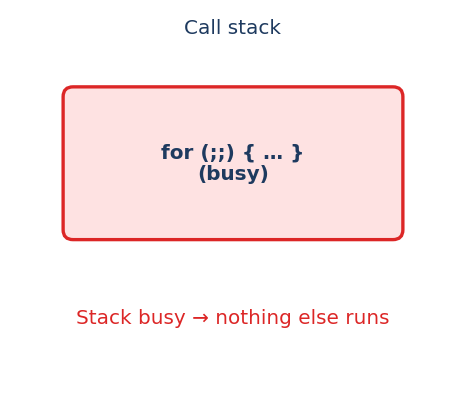 Call stack
for (;;) { … }
(busy)
Stack busy → nothing else runs